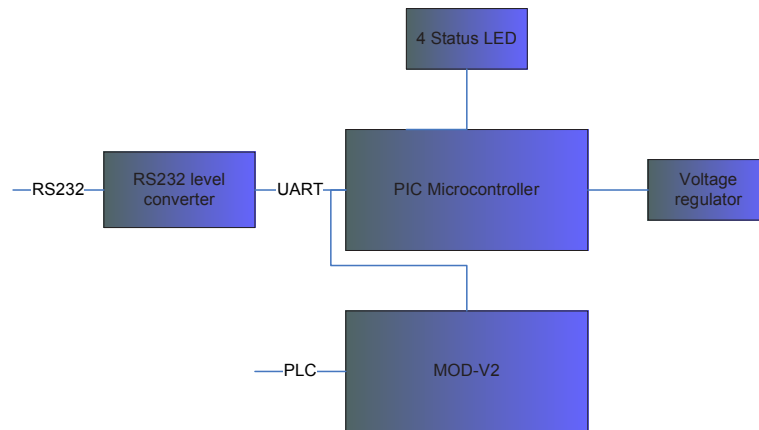 4 Status LED
RS232
RS232 level
converter
UART
PIC Microcontroller
Voltage
regulator
PLC
MOD-V2